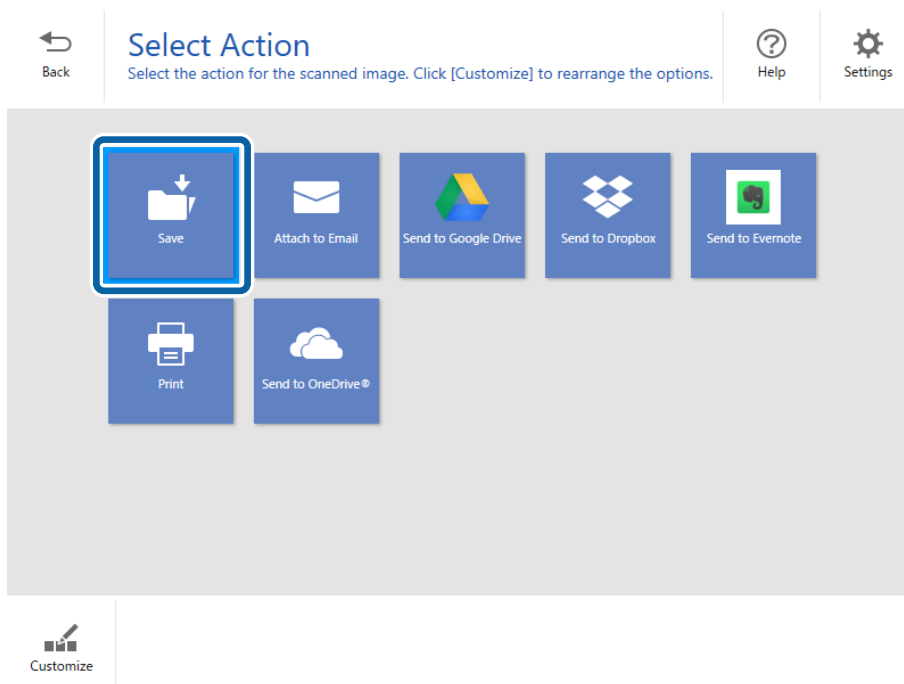 Back
Select Action
Select the action for the scanned image. Click [Customize] to rearrange the options.
Help
Settings
Save
Attach to Email
Send to Google Drive
Send to Dropbox
Send to Evernote
Print
Send to OneDrive®
Customize